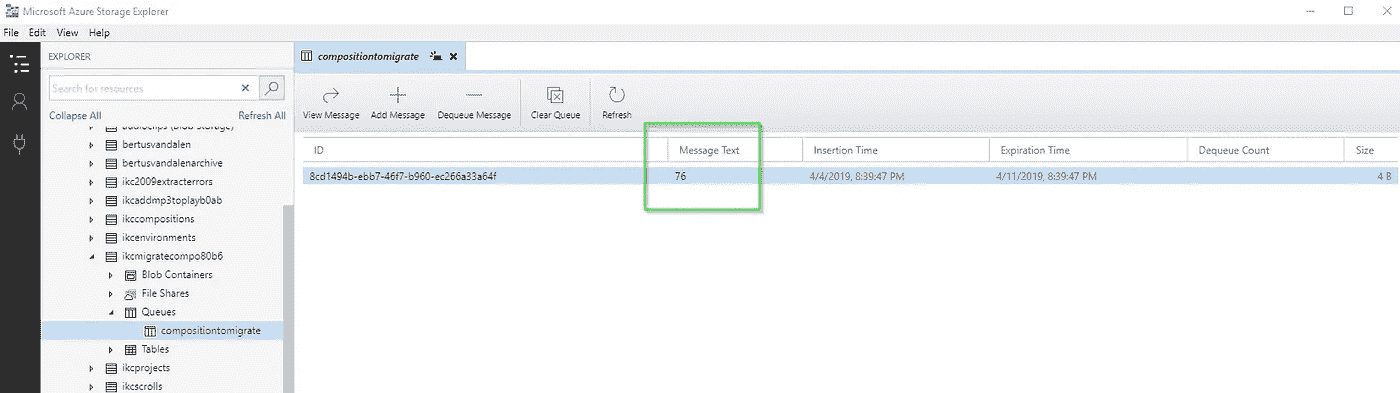 Microsoft Azure Storage Explorer
File Edit View Help
EXPLORER
Search for resources
Collapse All Refresh All
audioclips (Blob Storage)
bertusvandalen
bertusvandalenarchive
ikc2009extracterrors
ikcaddmp3toplayb0ab
ikccompositions
ikcenvironments
ikcmigratecompo80b6
Blob Containers
File Shares
Queues
compositiontomigrate
Tables
ikcprojects
ikcscrolls
compositiontomigrate
View Message Add Message Dequeue Message Clear Queue Refresh
ID Message Text Insertion Time Expiration Time Dequeue Count Size
8cd1494b-ebb7-46f7-b960-ec266a33a64f 76 4/4/2019, 8:39:47 PM 4/11/2019, 8:39:47 PM 4 B